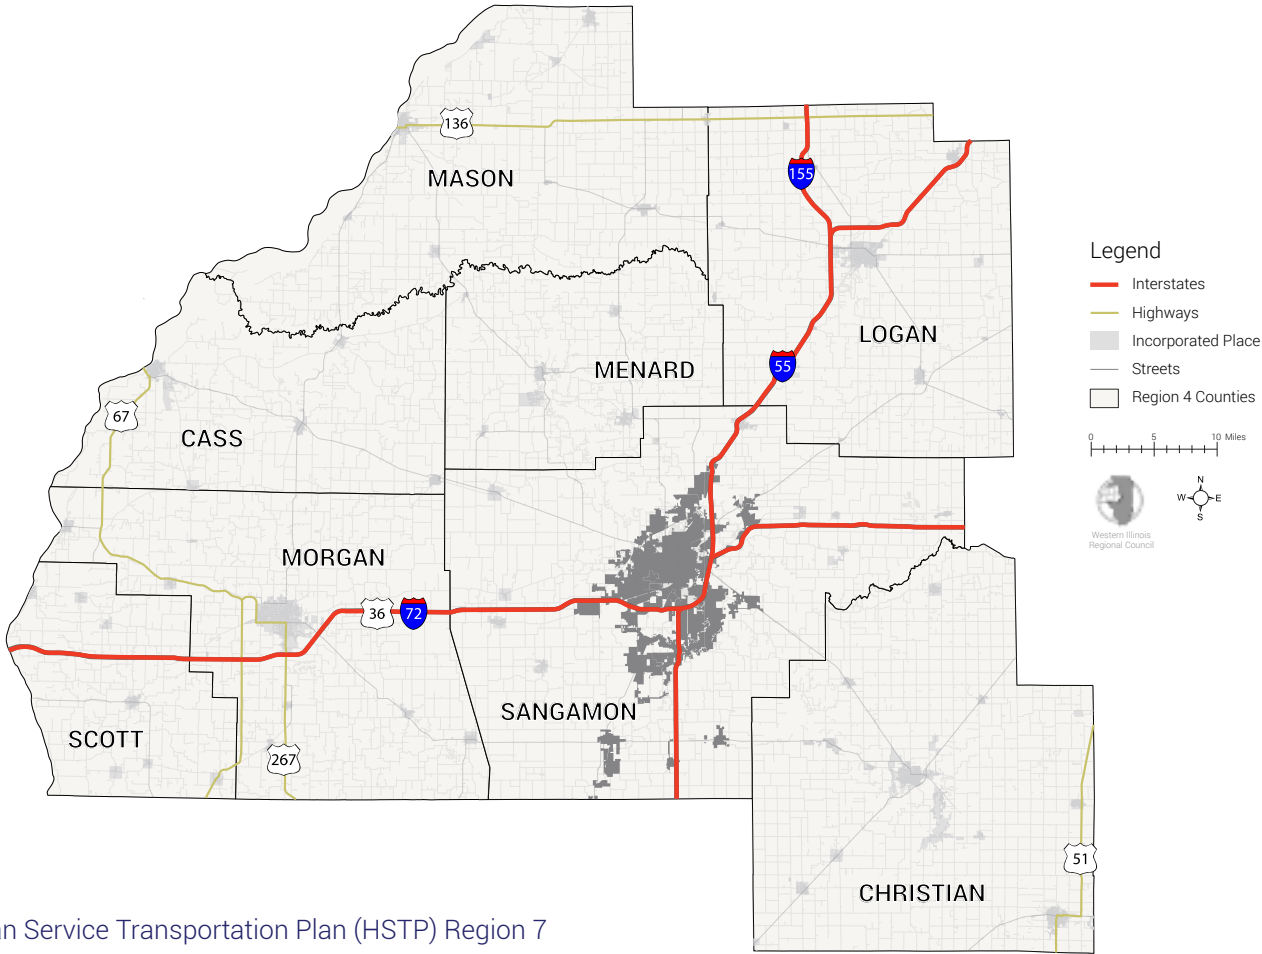 136
MASON
155
LOGAN
MENARD
55
67
CASS
MORGAN
36
72
SANGAMON
SCOTT
267
51
CHRISTIAN
Legend
Interstates
Highways
Incorporated Place
Streets
Region 4 Counties
0 5 10 Miles
Western Illinois
Regional Council
N
W E
S
an Service Transportation Plan (HSTP) Region 7